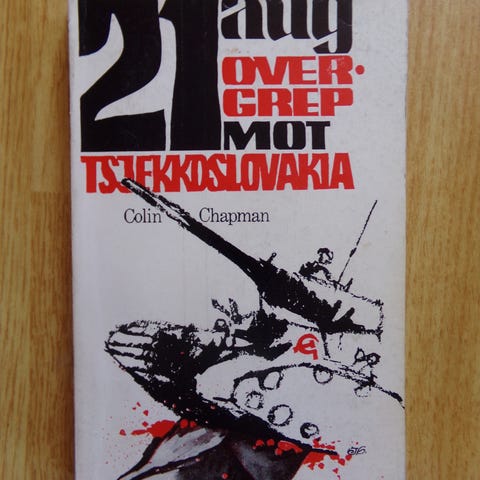 21 aug
OVER·
GREP
MOT
TSJEKKOSLOVAKIA
Colin Chapman